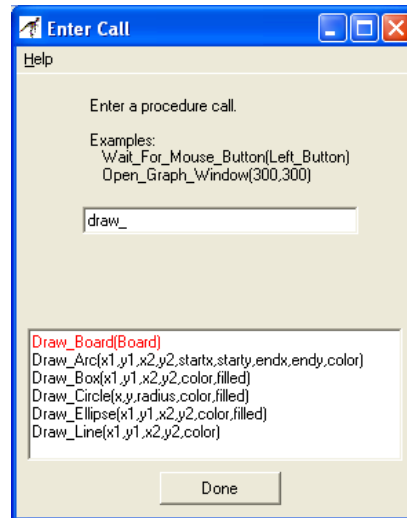 Enter Call
Help
Enter a procedure call.
Examples:
Wait_For_Mouse_Button(Left_Button)
Open_Graph_Window(300,300)
draw_
Draw_Board(Board)
Draw_Arc(x1,y1,x2,y2,startx,starty,endx,endy,color)
Draw_Box(x1,y1,x2,y2,color,filled)
Draw_Circle(x,y,radius,color,filled)
Draw_Ellipse(x1,y1,x2,y2,color,filled)
Draw_Line(x1,y1,x2,y2,color)
Done